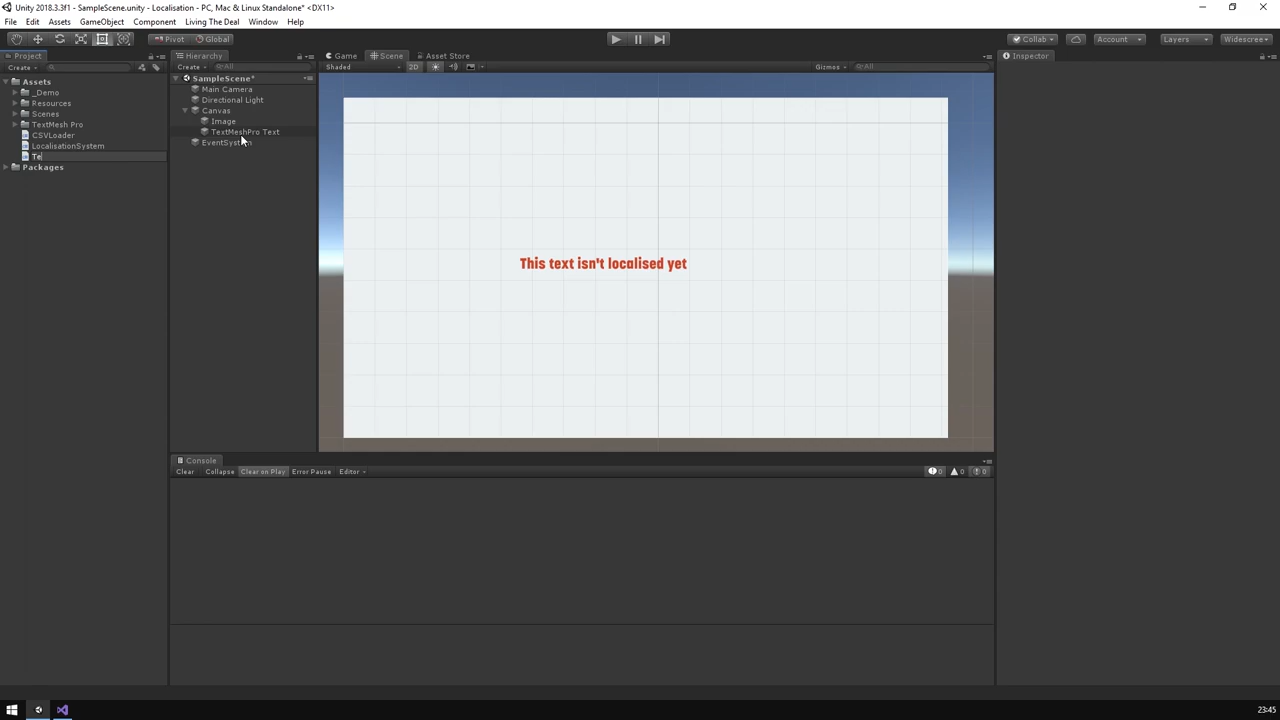 Unity 2018.3.3f1 - SampleScene.unity - Localisation - PC, Mac & Linux Standalone* <DX11>
File Edit Assets GameObject Component Living The Deal Window Help
Pivot Global Collab Account Layers Widescreen
Project Hierarchy Game Scene Asset Store Inspector
Create Create All Shaded 2D Gizmos All
Assets
_Demo
Resources
Scenes
TextMesh Pro
CSVLoader
LocalisationSystem
Te
Packages
SampleScene*
Main Camera
Directional Light
Canvas
Image
TextMeshPro Text
EventSystem
This text isn't localised yet
Console
Clear Collapse Clear on Play Error Pause Editor 0 0 0
23:45